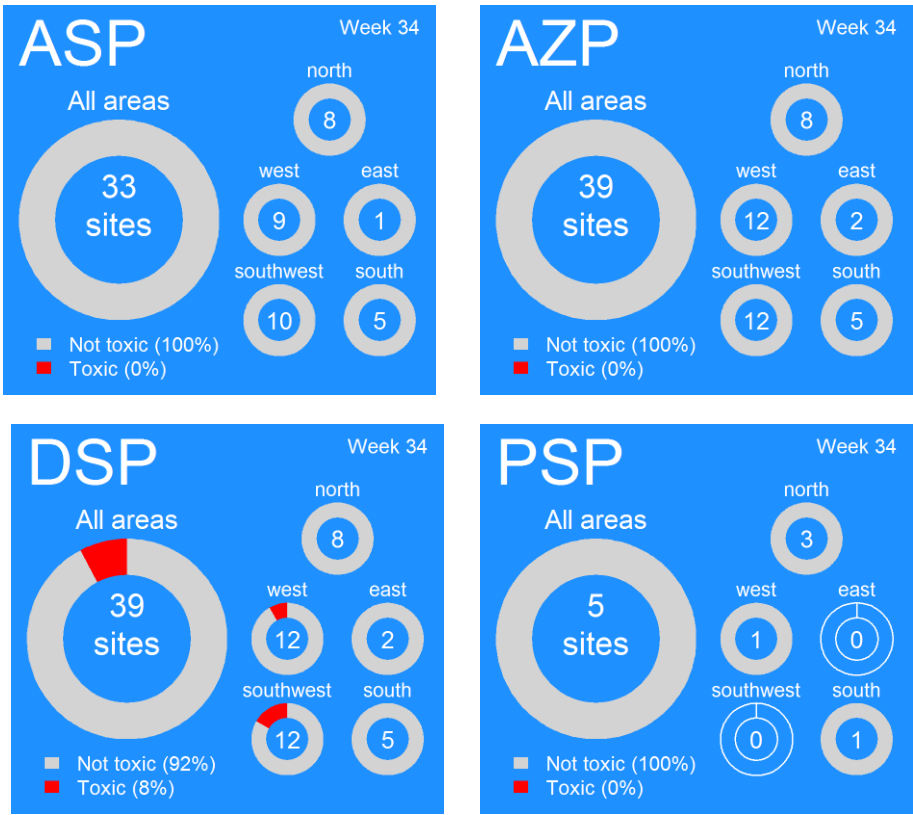 ASP
Week 34
north
All areas
8
33
sites
west
east
9
1
southwest
south
10
5
Not toxic (100%)
Toxic (0%)
AZP
Week 34
north
All areas
8
39
sites
west
east
12
2
southwest
south
12
5
Not toxic (100%)
Toxic (0%)
DSP
Week 34
north
All areas
8
39
sites
west
east
12
2
southwest
south
12
5
Not toxic (92%)
Toxic (8%)
PSP
Week 34
north
All areas
3
5
sites
west
east
1
0
southwest
south
0
1
Not toxic (100%)
Toxic (0%)